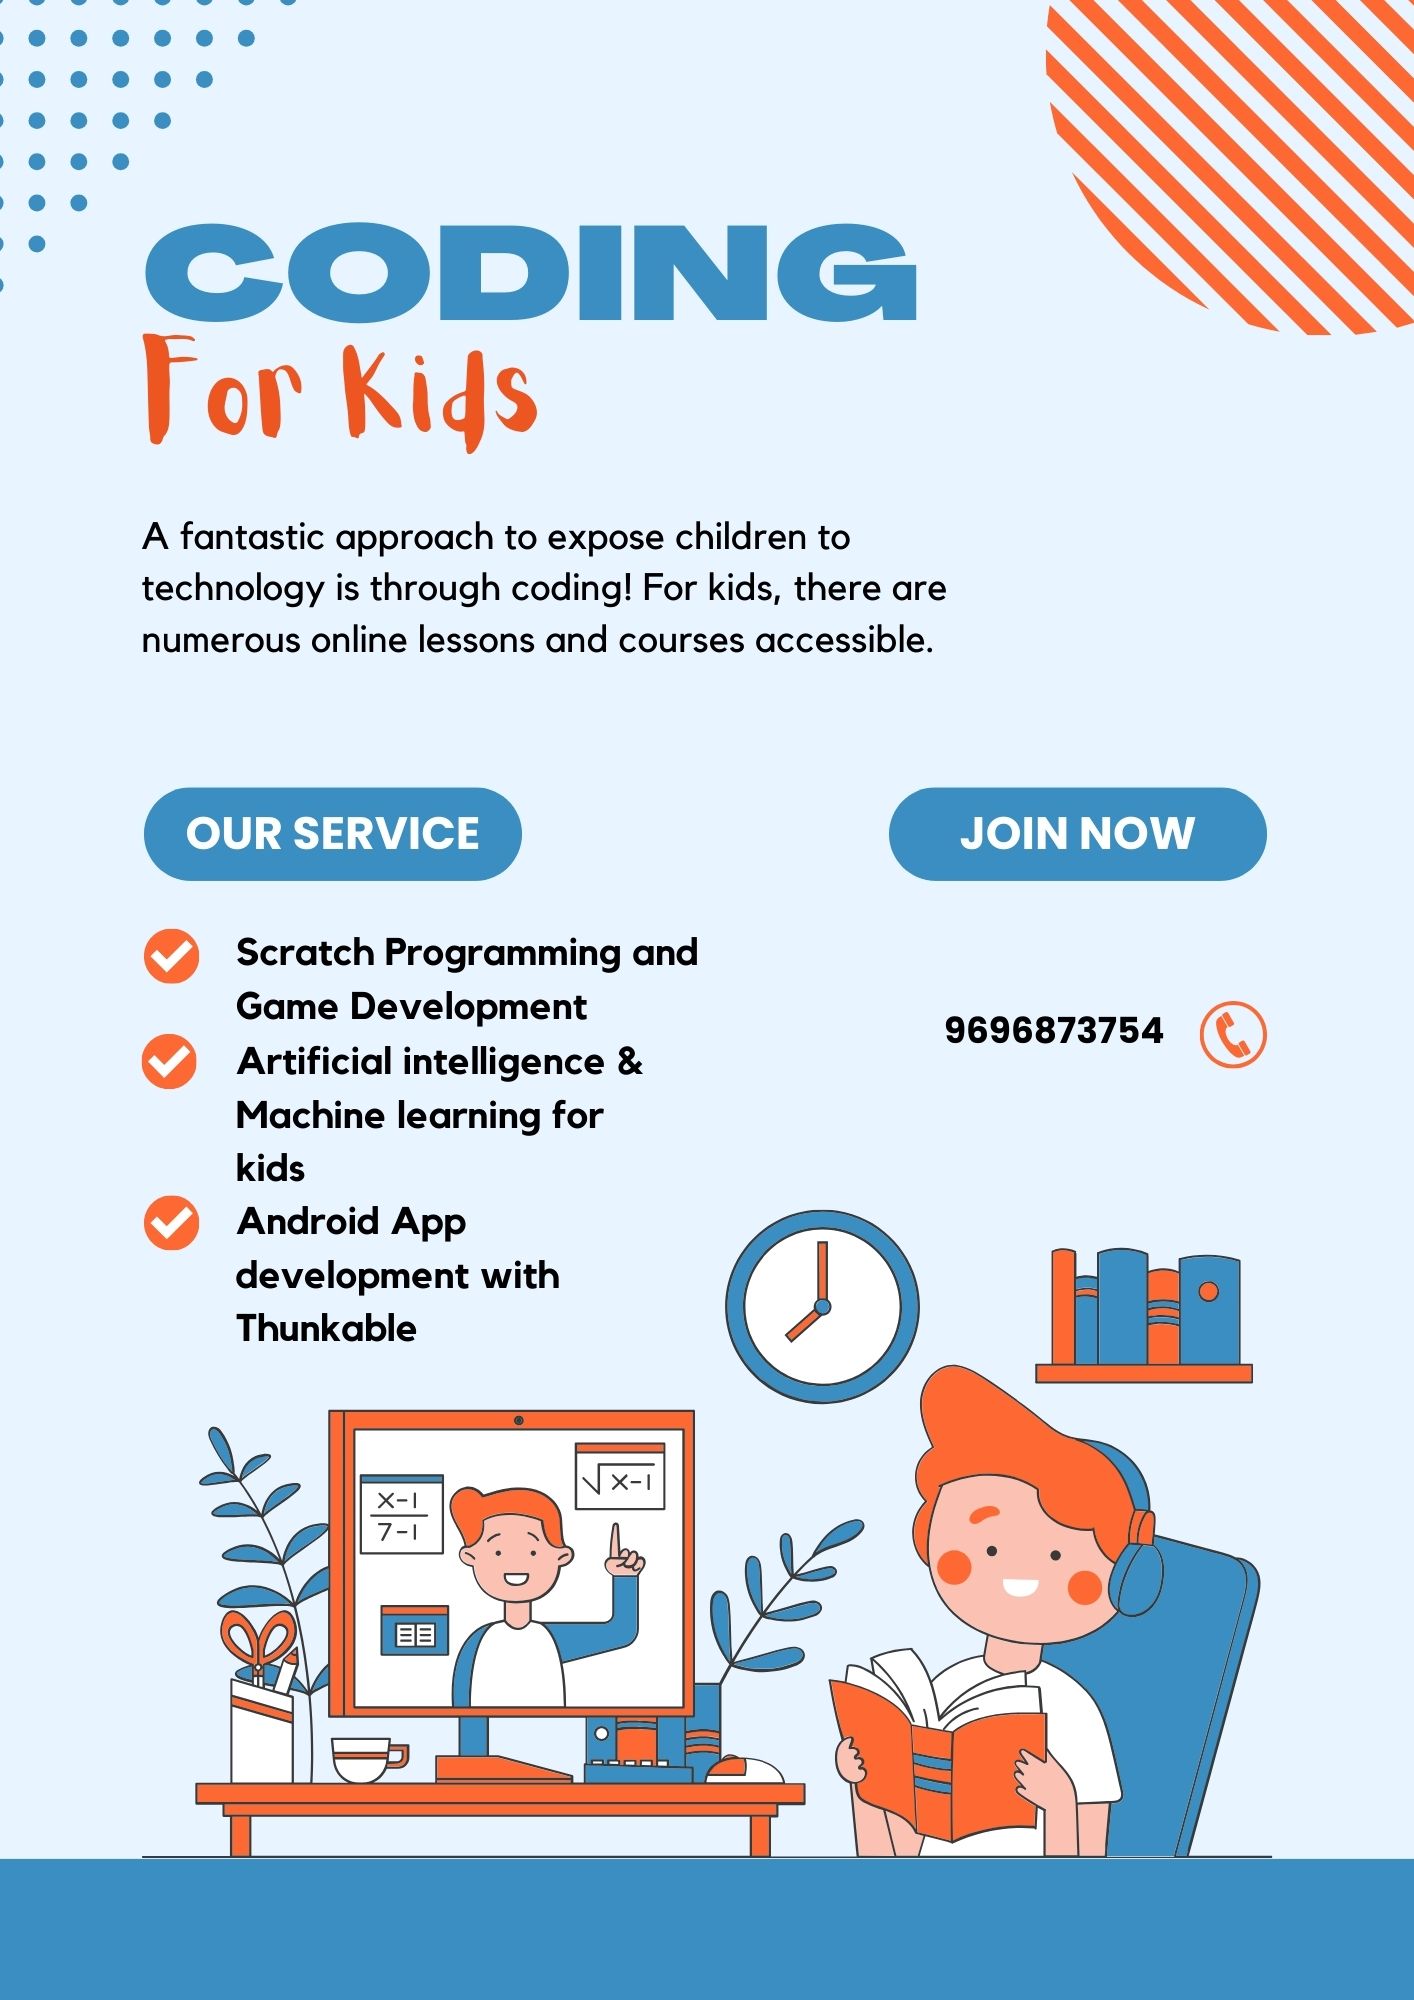 CODING
For Kids
A fantastic approach to expose children to
technology is through coding! For kids, there are
numerous online lessons and courses accessible.
OUR SERVICE
Scratch Programming and
Game Development
Artificial intelligence &
Machine learning for
kids
Android App
development with
Thunkable
JOIN NOW
9696873754
x-1
7-1
√x-1